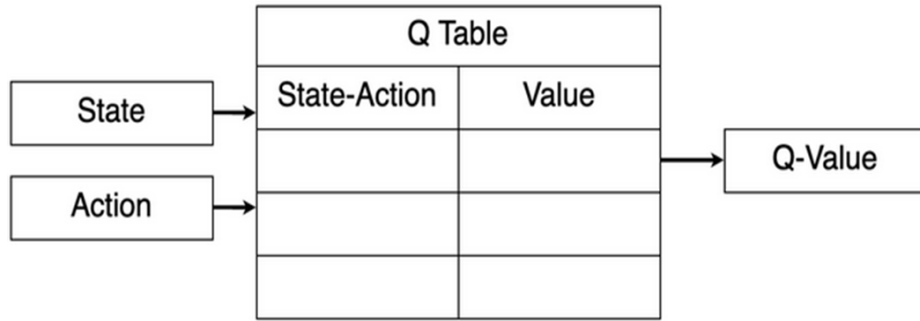 Q Table
State
State-Action
Value
Action
Q-Value